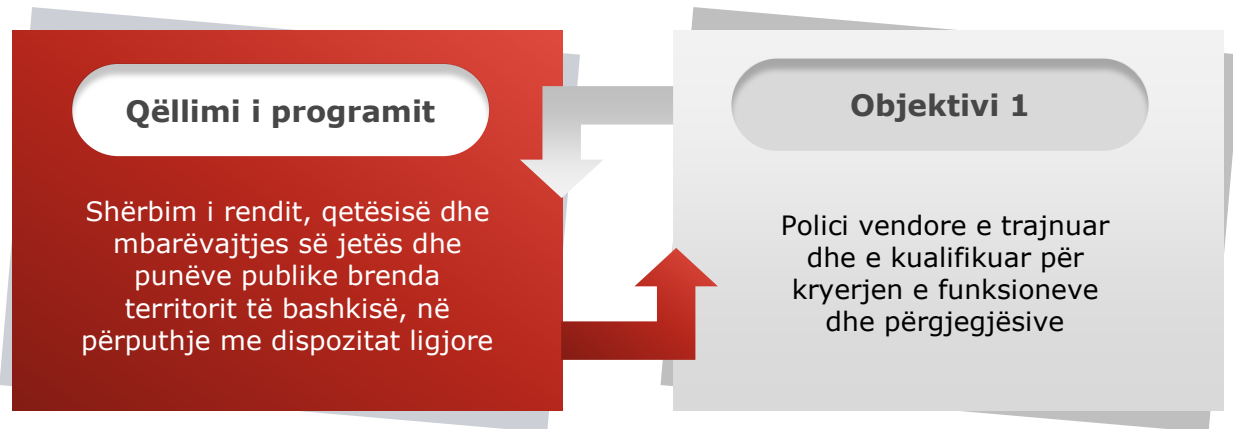 Qëllimi i programit
Shërbim i rendit, qetësisë dhe
mbarëvajtjes së jetës dhe
punëve publike brenda
territorit të bashkisë, në
përputhje me dispozitat ligjore
Objektivi 1
Polici vendore e trajnuar
dhe e kualifikuar për
kryerjen e funksioneve
dhe përgjegjësive